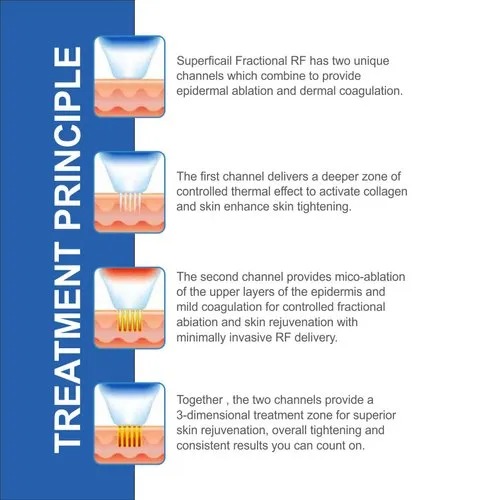 TREATMENT PRINCIPLE
Superficail Fractional RF has two unique
channels which combine to provide
epidermal ablation and dermal coagulation.
The first channel delivers a deeper zone of
controlled thermal effect to activate collagen
and skin enhance skin tightening.
The second channel provides mico-ablation
of the upper layers of the epidermis and
mild coagulation for controlled fractional
abiation and skin rejuvenation with
minimally invasive RF delivery.
Together , the two channels provide a
3-dimensional treatment zone for superior
skin rejuvenation, overall tightening and
consistent results you can count on.